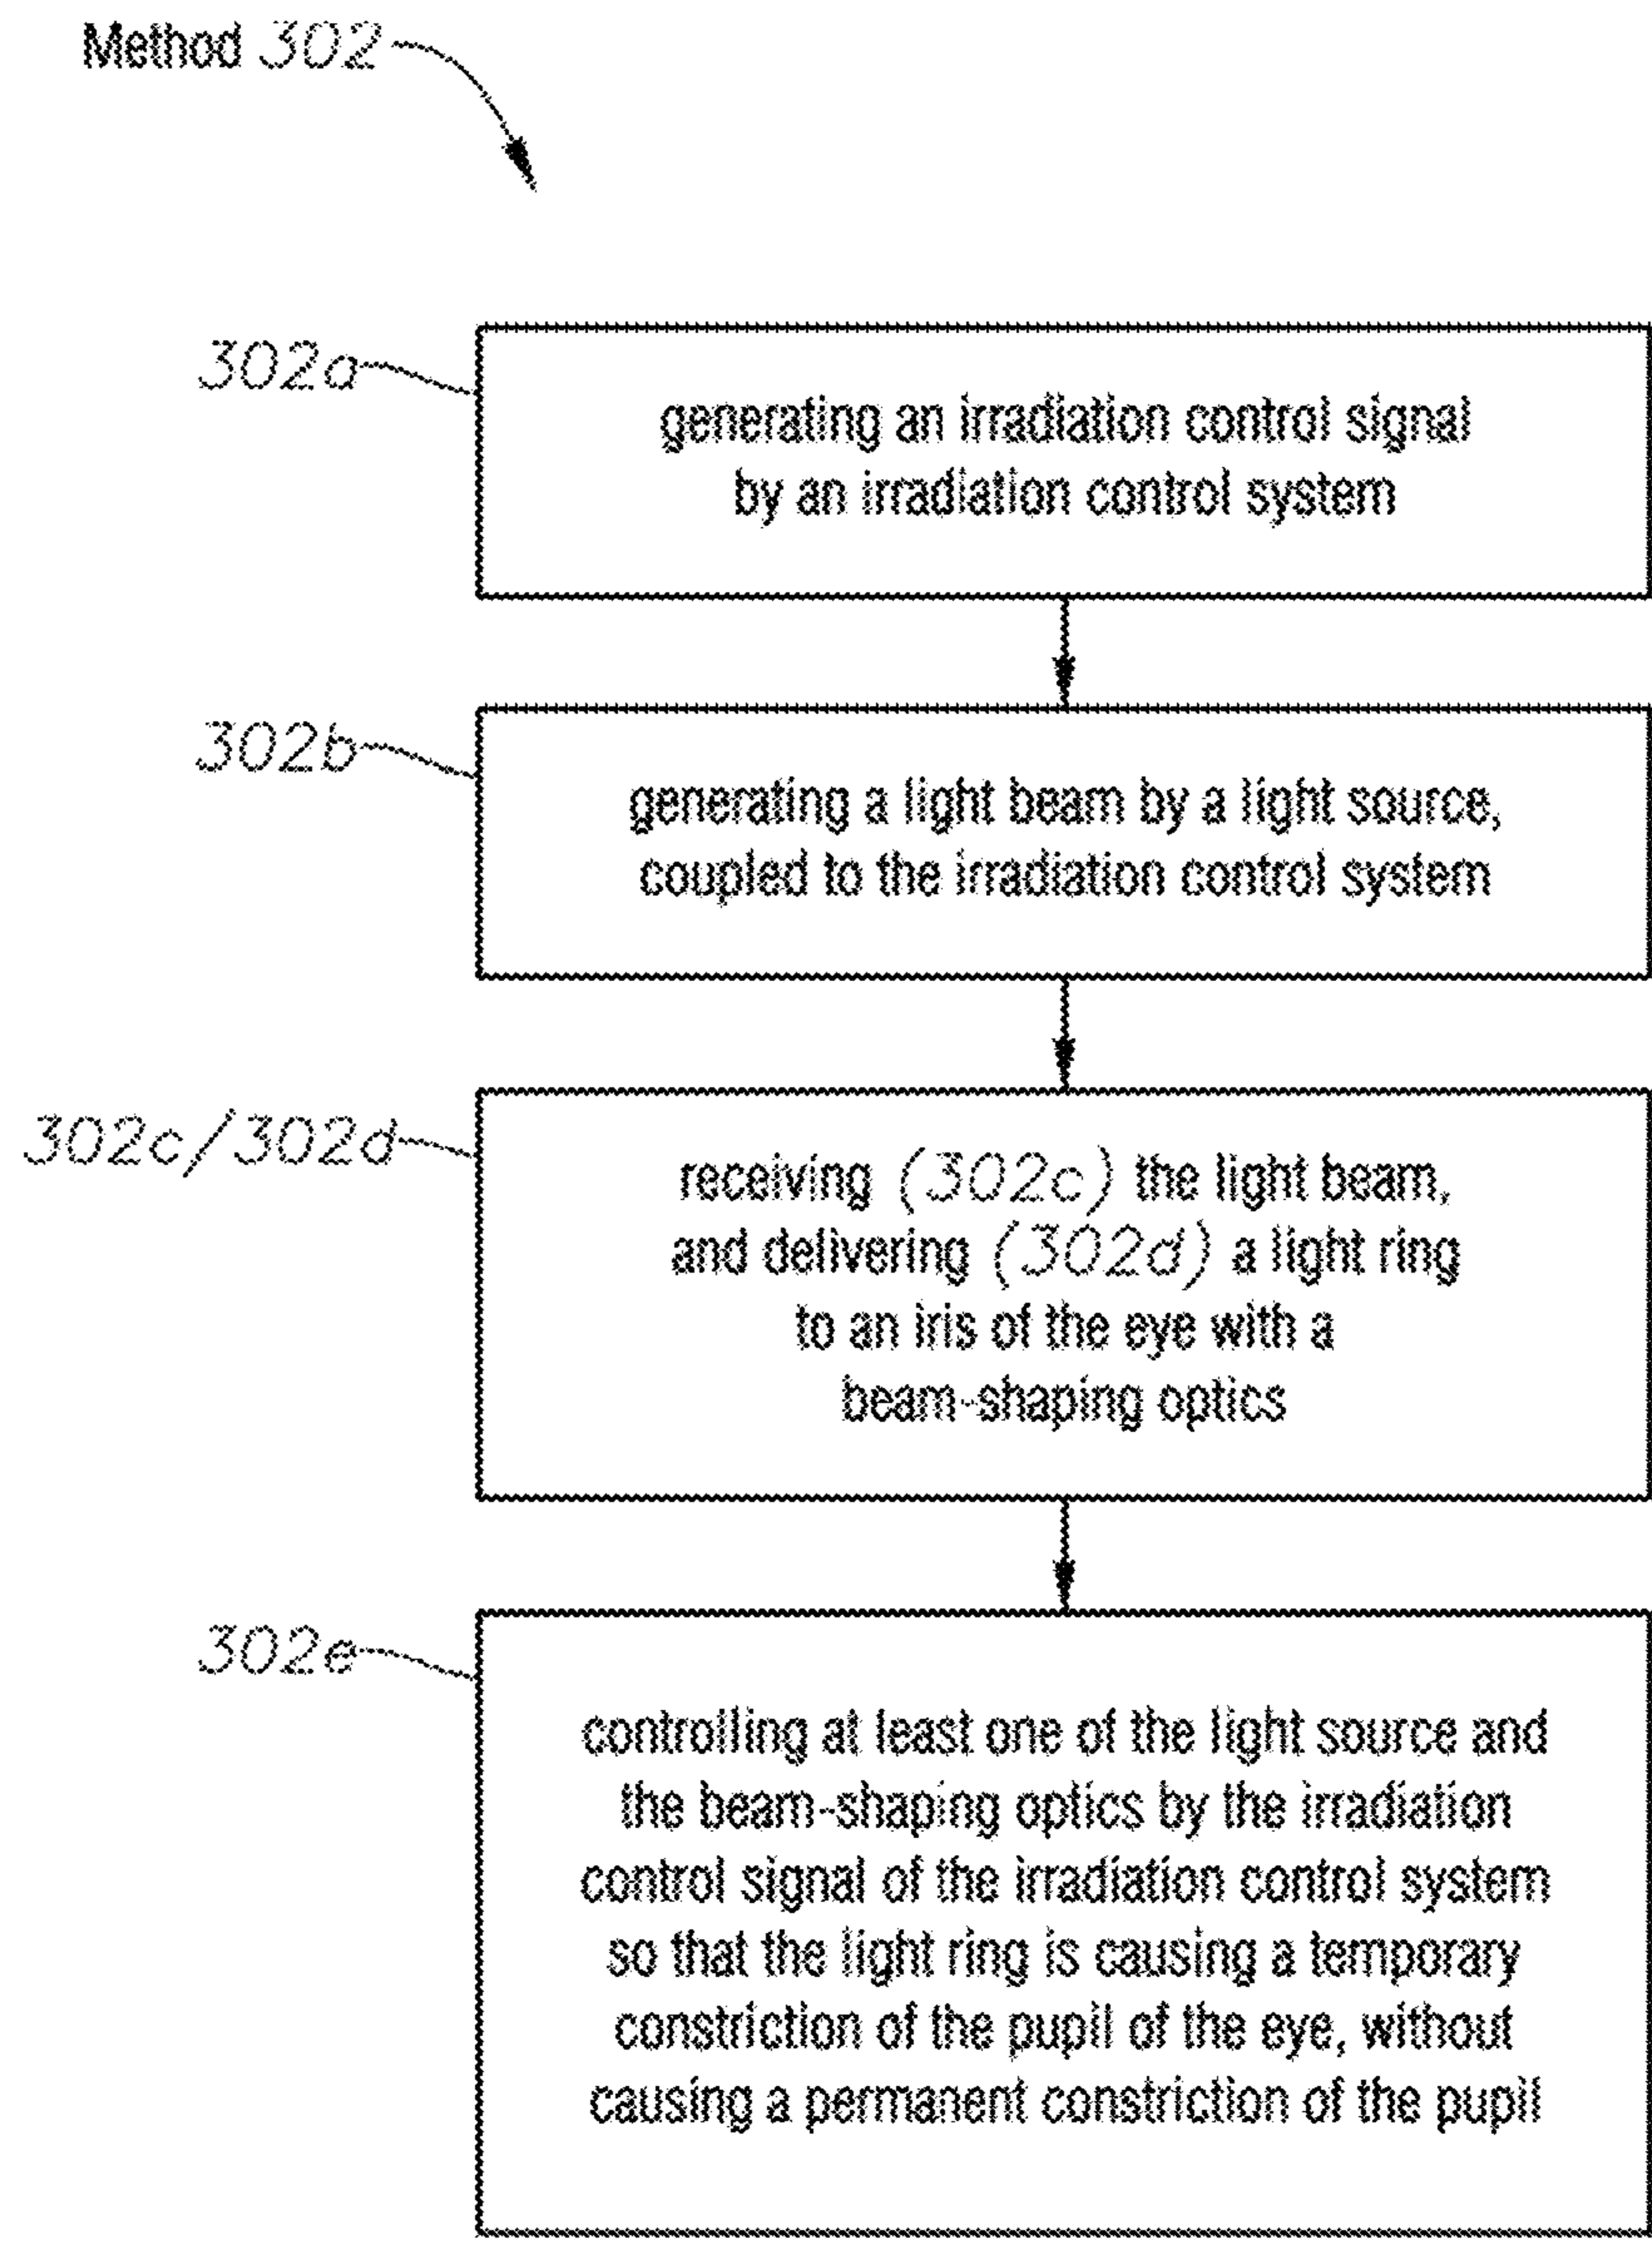 Method 302
302a
generating an irradiation control signal
by an irradiation control system
302b
generating a light beam by a light source,
coupled to the irradiation control system
302c/302d
receiving (302c) the light beam,
and delivering (302d) a light ring
to an iris of the eye with a
beam-shaping optics
302e
controlling at least one of the light source and
the beam-shaping optics by the irradiation
control signal of the irradiation control system
so that the light ring is causing a temporary
constriction of the pupil of the eye, without
causing a permanent constriction of the pupil